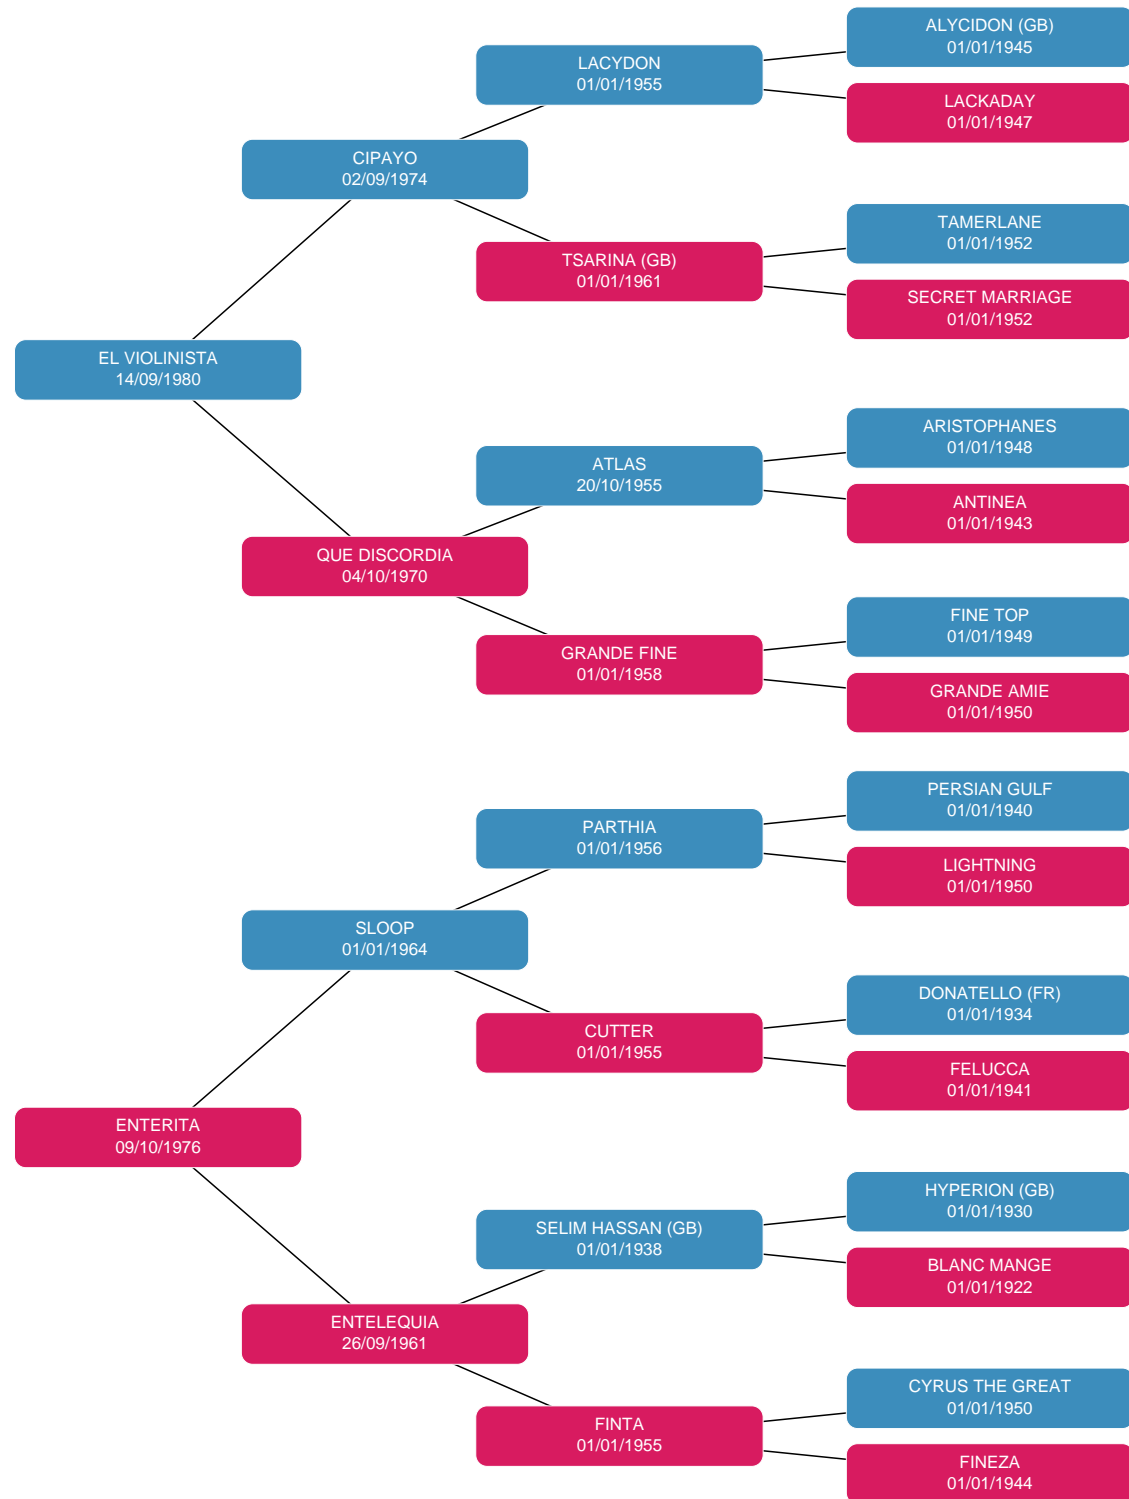 ALYCIDON (GB)
01/01/1945
LACYDON
01/01/1955
LACKADAY
01/01/1947
CIPAYO
02/09/1974
TAMERLANE
01/01/1952
TSARINA (GB)
01/01/1961
SECRET MARRIAGE
01/01/1952
EL VIOLINISTA
14/09/1980
ARISTOPHANES
01/01/1948
ATLAS
20/10/1955
ANTINEA
01/01/1943
QUE DISCORDIA
04/10/1970
FINE TOP
01/01/1949
GRANDE FINE
01/01/1958
GRANDE AMIE
01/01/1950
PERSIAN GULF
01/01/1940
PARTHIA
01/01/1956
LIGHTNING
01/01/1950
SLOOP
01/01/1964
DONATELLO (FR)
01/01/1934
CUTTER
01/01/1955
FELUCCA
01/01/1941
ENTERITA
09/10/1976
HYPERION (GB)
01/01/1930
SELIM HASSAN (GB)
01/01/1938
BLANC MANGE
01/01/1922
ENTELEQUIA
26/09/1961
CYRUS THE GREAT
01/01/1950
FINTA
01/01/1955
FINEZA
01/01/1944